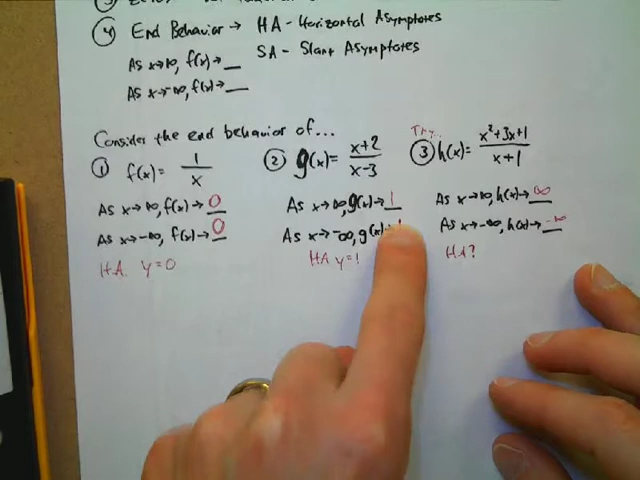 ④ End Behavior → HA - Horizontal Asymptotes
SA - Slant Asymptotes
As x→∞, f(x)→ __
As x→-∞, f(x)→ __
Consider the end behavior of...
① f(x) = 1/x
As x→∞, f(x)→ 0
As x→-∞, f(x)→ 0
HA. y=0
② g(x) = x+2/x-3
As x→∞, g(x)→ 1
As x→-∞, g(x)
HA y=1
Try..
③ h(x) = x²+3x+1/x+1
As x→∞, h(x)→ ∞
As x→-∞, h(x)→ -∞
HA?